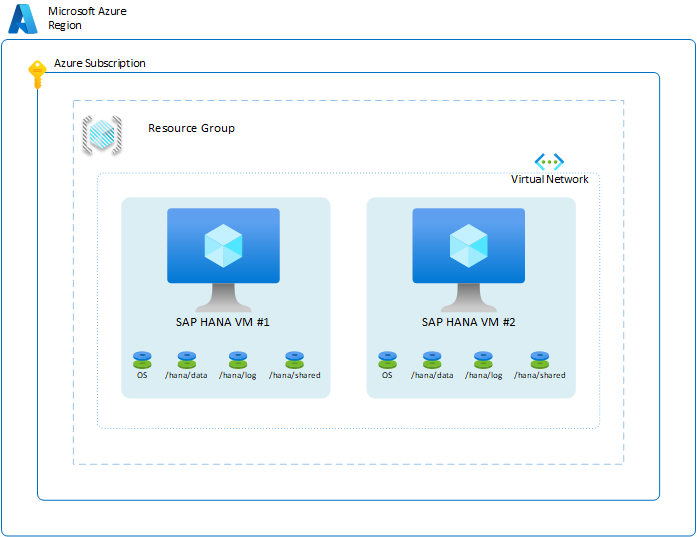 Microsoft Azure
Region
Azure Subscription
Resource Group
Virtual Network
SAP HANA VM #1
SAP HANA VM #2
OS
/hana/data
/hana/log
/hana/shared
OS
/hana/data
/hana/log
/hana/shared